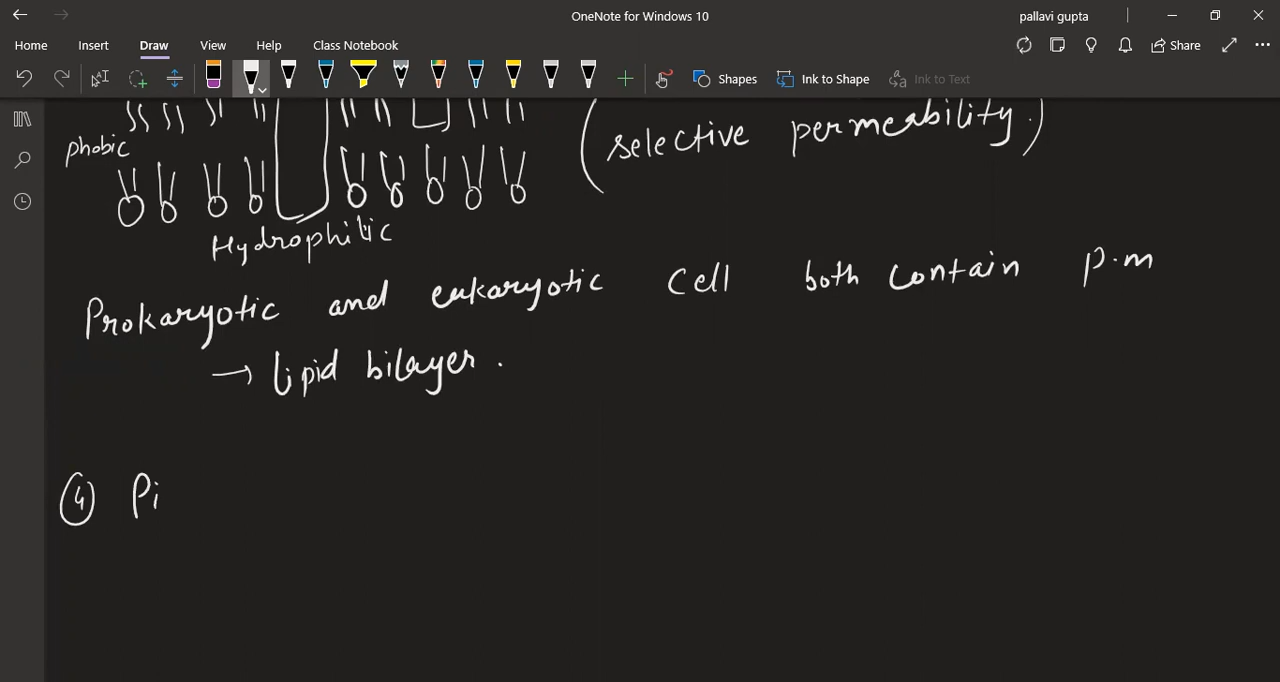 OneNote for Windows 10
pallavi gupta
Home Insert Draw View Help Class Notebook
Share
Shapes Ink to Shape Ink to Text
phobic
(selective permeability.)
Hydrophilic
Prokaryotic and eukaryotic cell both contain p.m
→ lipid bilayer.
④ Pi